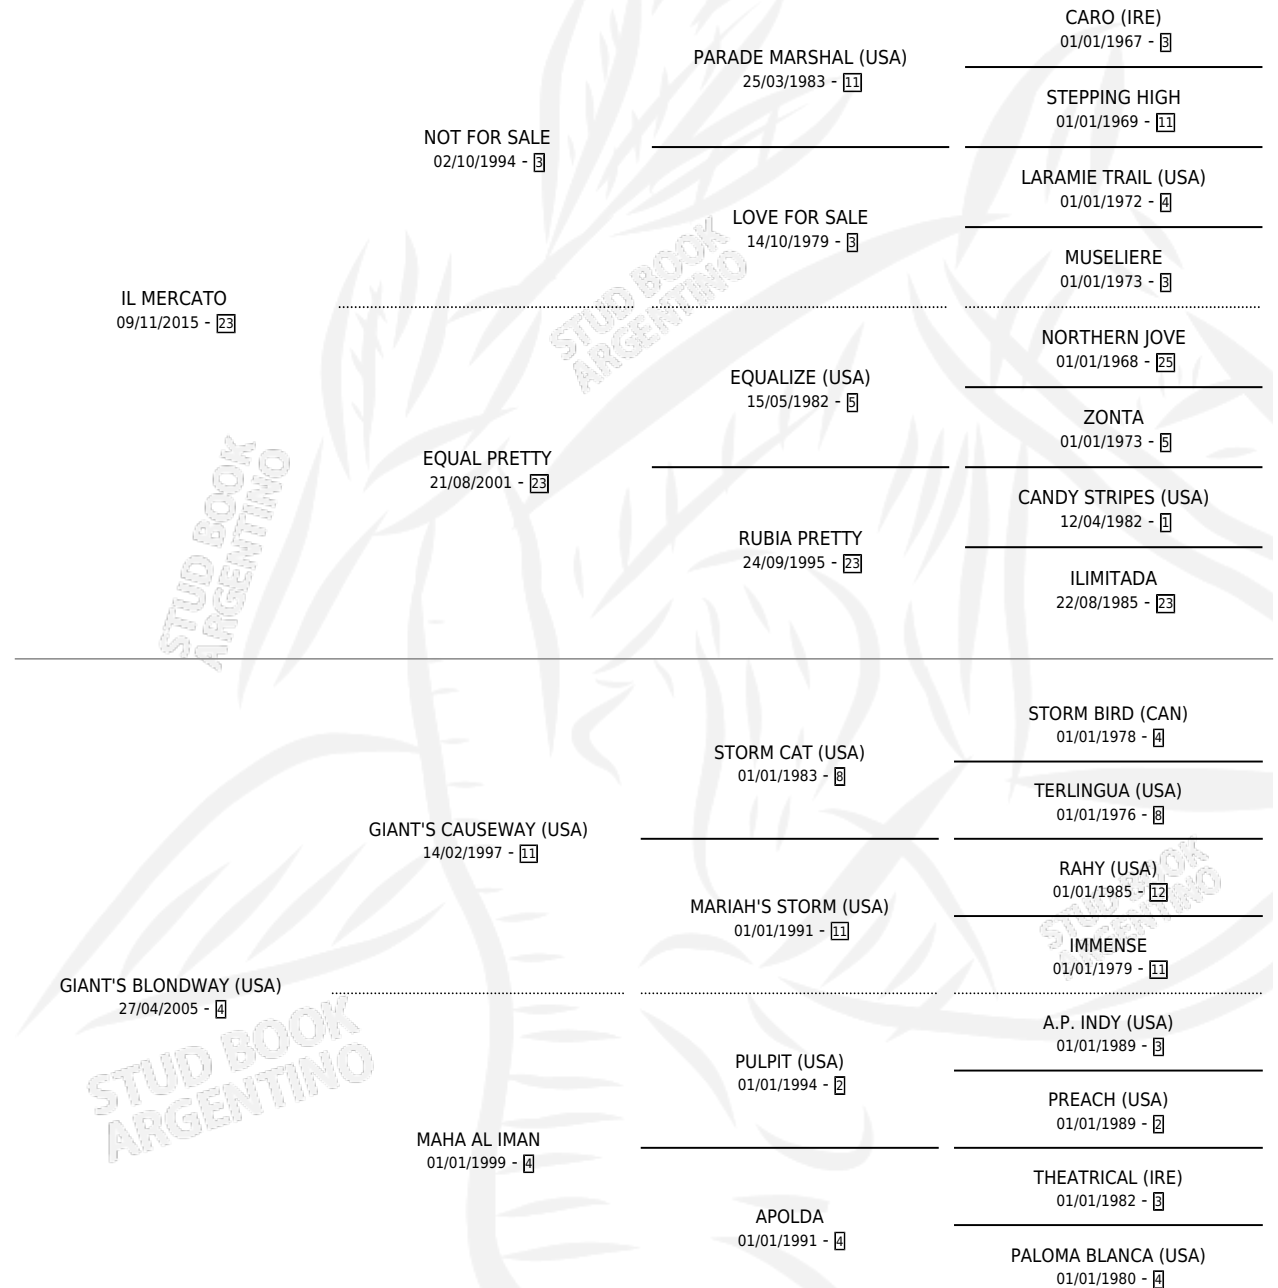 CARO (IRE)
01/01/1967 - 3
PARADE MARSHAL (USA)
25/03/1983 - 11
STEPPING HIGH
01/01/1969 - 11
NOT FOR SALE
02/10/1994 - 3
LARAMIE TRAIL (USA)
01/01/1972 - 4
LOVE FOR SALE
14/10/1979 - 3
MUSELIERE
01/01/1973 - 3
IL MERCATO
09/11/2015 - 23
STUD BOOK
ARGENTINO
NORTHERN JOVE
01/01/1968 - 25
EQUALIZE (USA)
15/05/1982 - 5
ZONTA
01/01/1973 - 5
EQUAL PRETTY
21/08/2001 - 23
CANDY STRIPES (USA)
12/04/1982 - 1
RUBIA PRETTY
24/09/1995 - 23
ILIMITADA
22/08/1985 - 23
STUD BOOK
ARGENTINO
STORM BIRD (CAN)
01/01/1978 - 4
STORM CAT (USA)
01/01/1983 - 8
TERLINGUA (USA)
01/01/1976 - 8
GIANT'S CAUSEWAY (USA)
14/02/1997 - 11
RAHY (USA)
01/01/1985 - 12
MARIAH'S STORM (USA)
01/01/1991 - 11
STUD BOOK
ARGENTINO
IMMENSE
01/01/1979 - 11
GIANT'S BLONDWAY (USA)
27/04/2005 - 4
STUD BOOK
ARGENTINO
A.P. INDY (USA)
01/01/1989 - 3
PULPIT (USA)
01/01/1994 - 2
PREACH (USA)
01/01/1989 - 2
MAHA AL IMAN
01/01/1999 - 4
THEATRICAL (IRE)
01/01/1982 - 3
APOLDA
01/01/1991 - 4
PALOMA BLANCA (USA)
01/01/1980 - 4